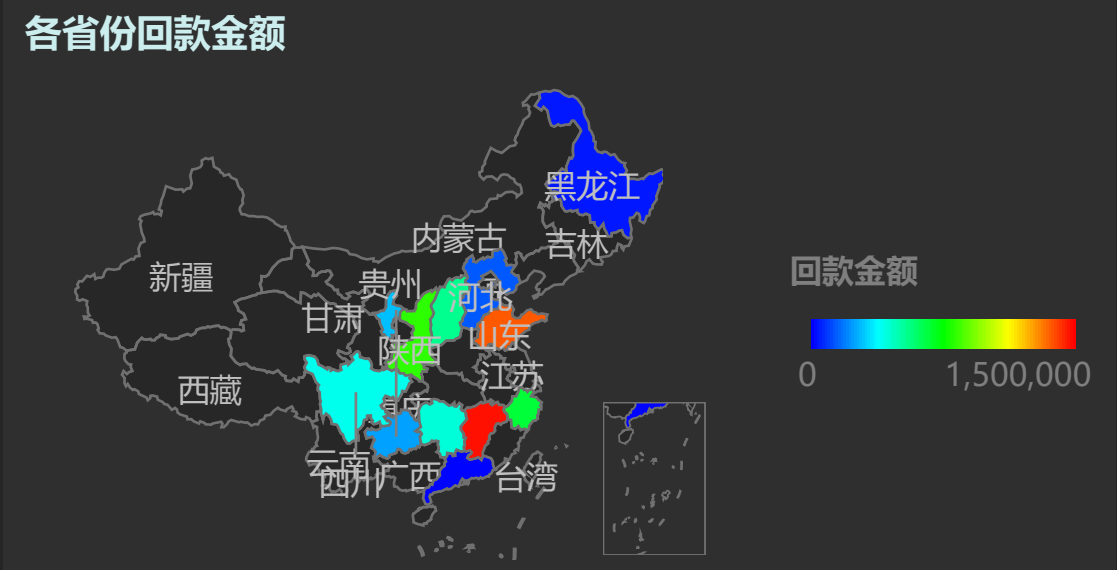 各省份回款金额
黑龙江
内蒙古
吉林
新疆
贵州
河北
甘肃
山东
陕西
西藏
江苏
云南
广西
四川
台湾
回款金额
0
1,500,000